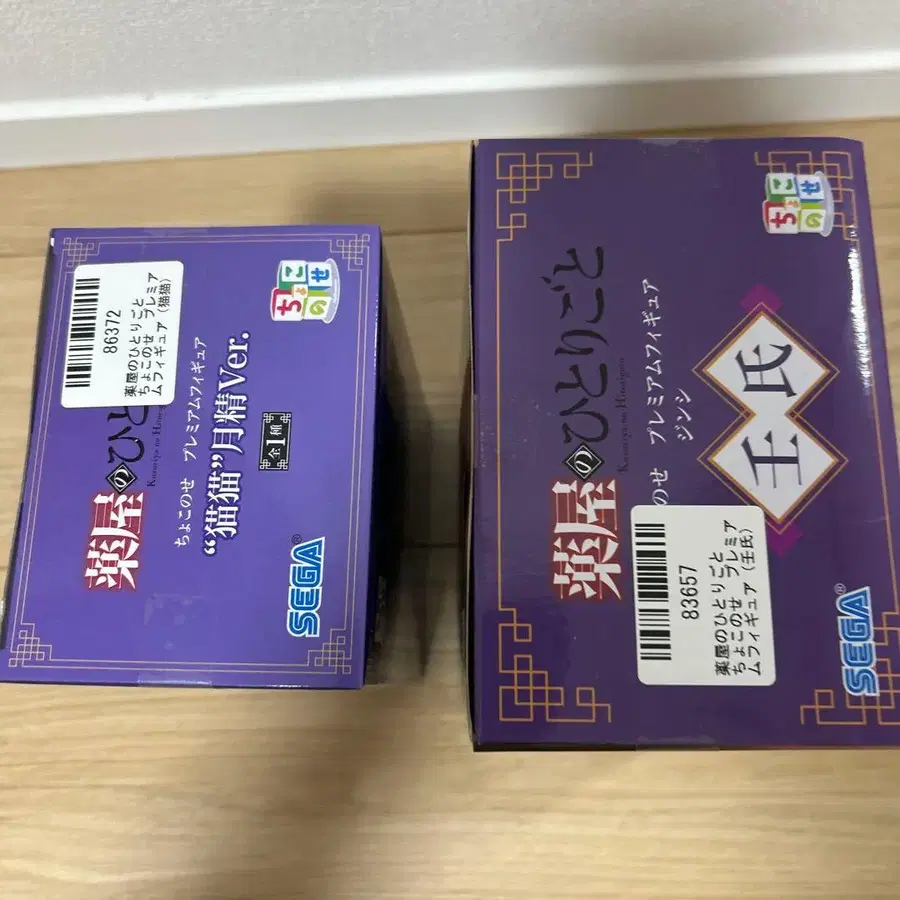 86372
薬屋のひとりごと
ちょこのせ プレミア
ムフィギュア（猫猫）
薬屋のひと
Kusuriya no Hito
ちょこのせ プレミアムフィギュア
“猫猫”月精Ver.
全1種
ちょこのせ
SEGA®
薬屋のひとりごと
Kusuriya no Hitorigoto
のせ プレミアムフィギュア
ジンシ
壬氏
ちょこのせ
83657
薬屋のひとりごと
ちょこのせ プレミア
ムフィギュア（壬氏）
SEGA®